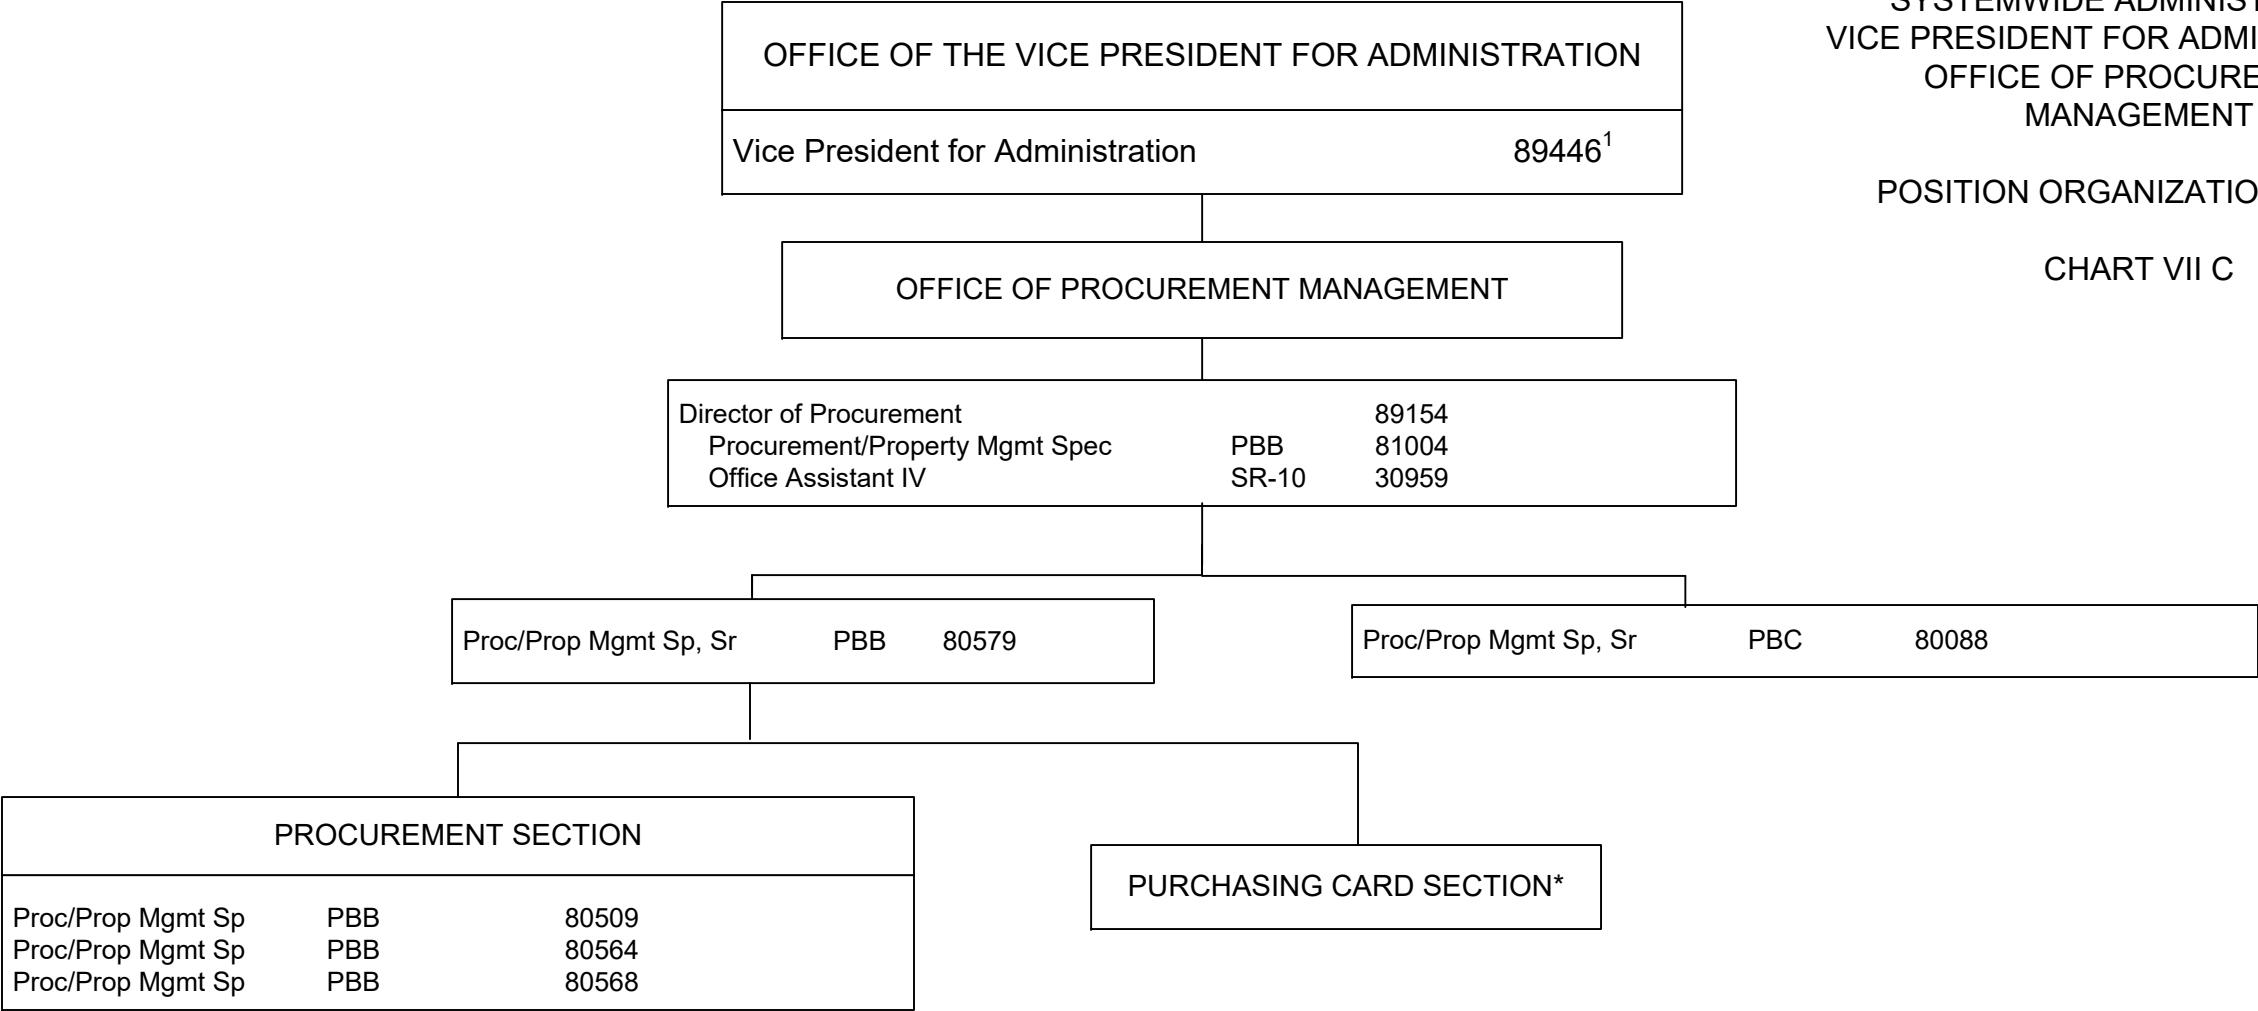 SYSTEMWIDE
VICE PRESIDENT FOR
OFFICE OF
MANAGEMENT
POSITION
CHART VII C
OFFICE OF THE VICE PRESIDENT FOR ADMINISTRATION
Vice President for Administration 89446¹
OFFICE OF PROCUREMENT MANAGEMENT
Director of Procurement 89154
Procurement/Property Mgmt Spec PBB 81004
Office Assistant IV SR-10 30959
Proc/Prop Mgmt Sp, Sr PBB 80579
Proc/Prop Mgmt Sp, Sr PBC 80088
PROCUREMENT SECTION
Proc/Prop Mgmt Sp PBB 80509
Proc/Prop Mgmt Sp PBB 80564
Proc/Prop Mgmt Sp PBB 80568
PURCHASING CARD SECTION*